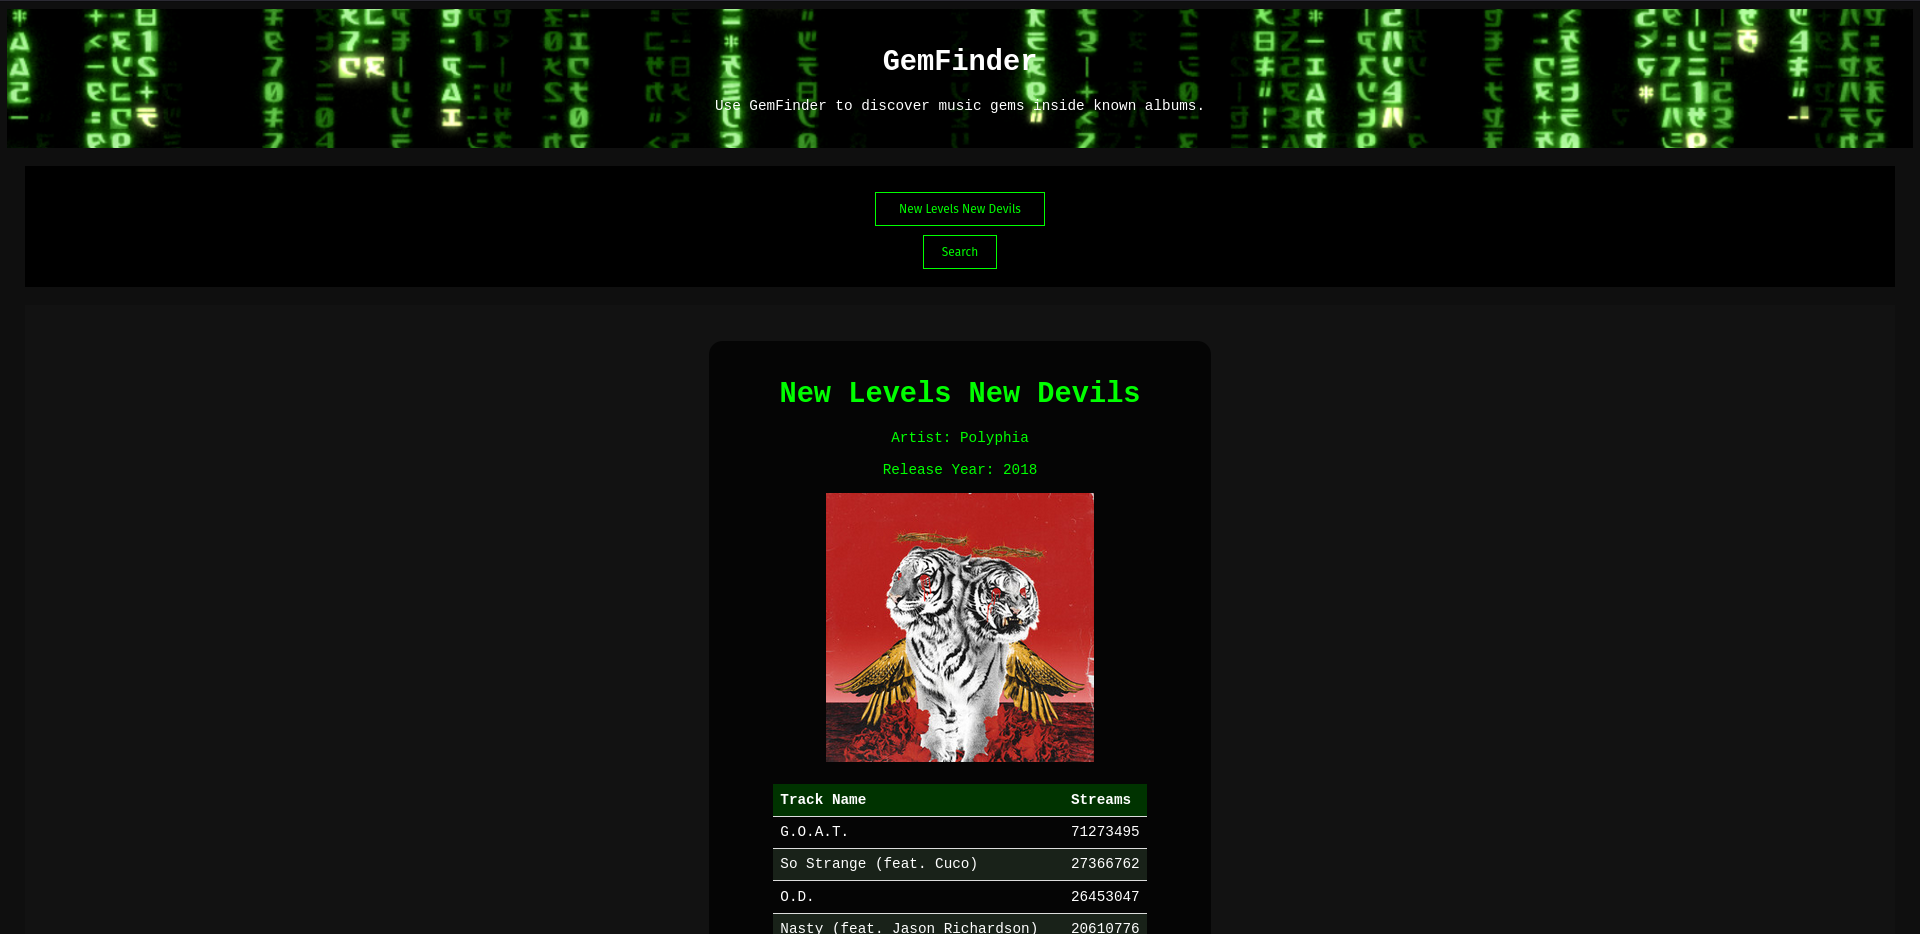 GemFinder
Use GemFinder to discover music gems inside known albums.
New Levels New Devils
Search
New Levels New Devils
Artist: Polyphia
Release Year: 2018
Track Name Streams
G.O.A.T. 71273495
So Strange (feat. Cuco) 27366762
O.D. 26453047
Nasty (feat. Jason Richardson) 20610776